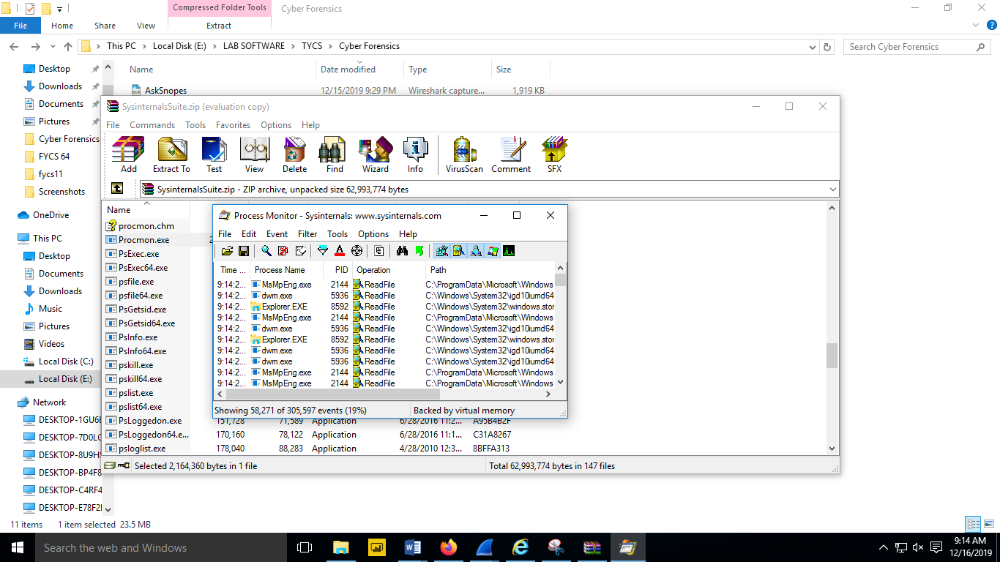 Compressed Folder Tools
Cyber Forensics
File Home Share View Extract
This PC Local Disk (E:) LAB SOFTWARE TYCS Cyber Forensics
Search Cyber Forensics
Desktop
Downloads
Documents
Pictures
Cyber Forensics
FYCS 64
fycs11
Screenshots
OneDrive
This PC
Desktop
Documents
Downloads
Music
Pictures
Videos
Local Disk (C:)
Local Disk (E:)
Network
DESKTOP-1GU6
DESKTOP-7D0L
DESKTOP-8U9H
DESKTOP-BP4F8
DESKTOP-C4RF4
DESKTOP-E78F2
Name Date modified Type Size
AskSnopes 12/15/2019 9:29 PM Wireshark capture... 1,919 KB
SysinternalsSuite.zip (evaluation copy)
File Commands Tools Favorites Options Help
Add Extract To Test View Delete Find Wizard Info VirusScan Comment SFX
SysinternalsSuite.zip - ZIP archive, unpacked size 62,993,774 bytes
Name
procmon.chm
Procmon.exe 2
PsExec.exe
PsExec64.exe
psfile.exe
psfile64.exe
PsGetsid.exe
PsGetsid64.exe
PsInfo.exe
PsInfo64.exe
pskill.exe
pskill64.exe
pslist.exe
pslist64.exe
PsLoggedon.exe 151,728 71,589 Application 6/28/2016 11:2... A95B4B2F
PsLoggedon64.e... 170,160 78,122 Application 6/28/2016 11:1... C31A8267
psloglist.exe 178,040 88,283 Application 4/28/2010 12:3... 8BFFA313
Selected 2,164,360 bytes in 1 file Total 62,993,774 bytes in 147 files
Process Monitor - Sysinternals: www.sysinternals.com
File Edit Event Filter Tools Options Help
Time ... Process Name PID Operation Path
9:14:2... MsMpEng.exe 2144 ReadFile C:\ProgramData\Microsoft\Windows
9:14:2... dwm.exe 5936 ReadFile C:\Windows\System32\igd10iumd64
9:14:2... Explorer.EXE 8592 ReadFile C:\Windows\System32\windows.stor
9:14:2... MsMpEng.exe 2144 ReadFile C:\ProgramData\Microsoft\Windows
9:14:2... dwm.exe 5936 ReadFile C:\Windows\System32\igd10iumd64
9:14:2... Explorer.EXE 8592 ReadFile C:\Windows\System32\windows.stor
9:14:2... dwm.exe 5936 ReadFile C:\Windows\System32\igd10iumd64
9:14:2... dwm.exe 5936 ReadFile C:\Windows\System32\igd10iumd64
9:14:2... MsMpEng.exe 2144 ReadFile C:\ProgramData\Microsoft\Windows
9:14:2... MsMpEng.exe 2144 ReadFile C:\ProgramData\Microsoft\Windows
Showing 58,271 of 305,597 events (19%) Backed by virtual memory
11 items 1 item selected 23.5 MB
Search the web and Windows
9:14 AM
12/16/2019